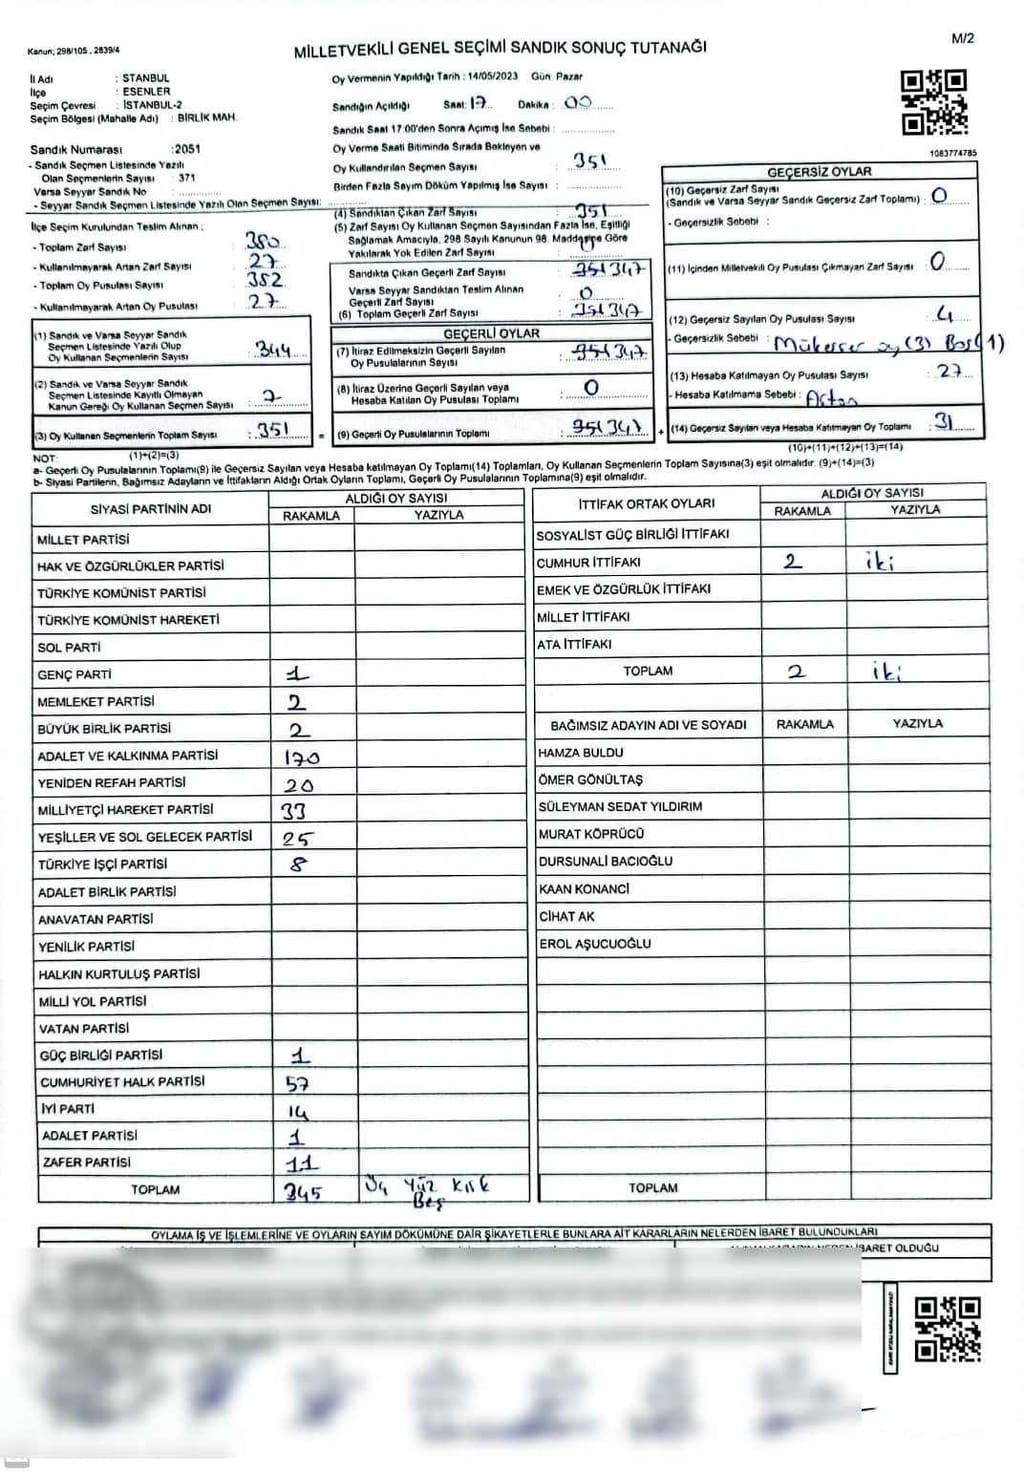 Kanun; 298/105 , 2839/4
MİLLETVEKİLİ GENEL SEÇİMİ SANDIK SONUÇ TUTANAĞI
M/2
İl Adı : STANBUL
İlçe : ESENLER
Seçim Çevresi : İSTANBUL-2
Seçim Bölgesi (Mahalle Adı) : BİRLİK MAH.
Sandık Numarası :2051
- Sandık Seçmen Listesinde Yazılı
Olan Seçmenlerin Sayısı : 371
Varsa Seyyar Sandık No :
- Seyyar Sandık Seçmen Listesinde Yazılı Olan Seçmen Sayısı:
Oy Vermenin Yapıldığı Tarih : 14/05/2023 Gün Pazar
Sandığın Açıldığı Saat: 17 Dakika : 00
Sandık Saat 17:00'den Sonra Açımış İse Sebebi :
Oy Verme Saati Bitiminde Sırada Bekleyen ve
Oy Kullandırılan Seçmen Sayısı : 351
Birden Fazla Sayım Döküm Yapılmış İse Sayısı :
1083774785
İlçe Seçim Kurulundan Teslim Alınan ;
- Toplam Zarf Sayısı : 380
- Kullanılmayarak Artan Zarf Sayısı : 27
- Toplam Oy Pusulası Sayısı : 382
- Kullanılmayarak Artan Oy Pusulası : 27
(1) Sandık ve Varsa Seyyar Sandık
Seçmen Listesinde Yazılı Olup
Oy Kullanan Seçmenlerin Sayısı : 344
(2) Sandık ve Varsa Seyyar Sandık
Seçmen Listesinde Kayıtlı Olmayan
Kanun Gereği Oy Kullanan Seçmen Sayısı : 7
(3) Oy Kullanan Seçmenlerin Toplam Sayısı : 351
(1)+(2)=(3)
(4) Sandıktan Çıkan Zarf Sayısı : 351
(5) Zarf Sayısı Oy Kullanan Seçmen Sayısından Fazla İse, Eşitliği
Sağlamak Amacıyla, 298 Sayılı Kanunun 98. Maddesine Göre
Yakılarak Yok Edilen Zarf Sayısı :
Sandıkta Çıkan Geçerli Zarf Sayısı : 351 347
Varsa Seyyar Sandıktan Teslim Alınan
Geçerli Zarf Sayısı : 0
(6) Toplam Geçerli Zarf Sayısı : 351 347
GEÇERLİ OYLAR
(7) İtiraz Edilmeksizin Geçerli Sayılan
Oy Pusulalarının Sayısı : 351 347
(8) İtiraz Üzerine Geçerli Sayılan veya
Hesaba Katılan Oy Pusulası Toplamı : 0
= (9) Geçerli Oy Pusulalarının Toplamı : 351 347
GEÇERSİZ OYLAR
(10) Geçersiz Zarf Sayısı
(Sandık ve Varsa Seyyar Sandık Geçersiz Zarf Toplamı) : 0
- Geçersizlik Sebebi :
(11) İçinden Milletvekili Oy Pusulası Çıkmayan Zarf Sayısı : 0
(12) Geçersiz Sayılan Oy Pusulası Sayısı : 4
- Geçersizlik Sebebi : Mükerrer oy (3) Boş (1)
(13) Hesaba Katılmayan Oy Pusulası Sayısı : 27
- Hesaba Katılmama Sebebi : Artan
+ (14) Geçersiz Sayılan veya Hesaba Katılmayan Oy Toplamı : 31
(10)+(11)+(12)+(13)=(14)
NOT:
a- Geçerli Oy Pusulalarının Toplamı(9) ile Geçersiz Sayılan veya Hesaba katılmayan Oy Toplamı(14) Toplamları, Oy Kullanan Seçmenlerin Toplam Sayısına(3) eşit olmalıdır. (9)+(14)=(3)
b- Siyasi Partilerin, Bağımsız Adayların ve İttifakların Aldığı Ortak Oyların Toplamı, Geçerli Oy Pusulalarının Toplamına(9) eşit olmalıdır.
SİYASİ PARTİNİN ADI ALDIĞI OY SAYISI
RAKAMLA YAZIYLA
MİLLET PARTİSİ
HAK VE ÖZGÜRLÜKLER PARTİSİ
TÜRKİYE KOMÜNİST PARTİSİ
TÜRKİYE KOMÜNİST HAREKETİ
SOL PARTİ
GENÇ PARTİ 1
MEMLEKET PARTİSİ 2
BÜYÜK BİRLİK PARTİSİ 2
ADALET VE KALKINMA PARTİSİ 170
YENİDEN REFAH PARTİSİ 20
MİLLİYETÇİ HAREKET PARTİSİ 33
YEŞİLLER VE SOL GELECEK PARTİSİ 25
TÜRKİYE İŞÇİ PARTİSİ 8
ADALET BİRLİK PARTİSİ
ANAVATAN PARTİSİ
YENİLİK PARTİSİ
HALKIN KURTULUŞ PARTİSİ
MİLLİ YOL PARTİSİ
VATAN PARTİSİ
GÜÇ BİRLİĞİ PARTİSİ 1
CUMHURİYET HALK PARTİSİ 57
İYİ PARTİ 14
ADALET PARTİSİ 1
ZAFER PARTİSİ 11
TOPLAM 345 Üç Yüz Kırk
Beş
İTTİFAK ORTAK OYLARI ALDIĞI OY SAYISI
RAKAMLA YAZIYLA
SOSYALİST GÜÇ BİRLİĞİ İTTİFAKI
CUMHUR İTTİFAKI 2 iki
EMEK VE ÖZGÜRLÜK İTTİFAKI
MİLLET İTTİFAKI
ATA İTTİFAKI
TOPLAM 2 iki
BAĞIMSIZ ADAYIN ADI VE SOYADI RAKAMLA YAZIYLA
HAMZA BULDU
ÖMER GÖNÜLTAŞ
SÜLEYMAN SEDAT YILDIRIM
MURAT KÖPRÜCÜ
DURSUNALİ BACIOĞLU
KAAN KONANCİ
CİHAT AK
EROL AŞUCUOĞLU
TOPLAM
OYLAMA İŞ VE İŞLEMLERİNE VE OYLARIN SAYIM DÖKÜMÜNE DAİR ŞİKAYETLERLE BUNLARA AİT KARARLARIN NELERDEN İBARET BULUNDUKLARI
İBARET OLDUĞU